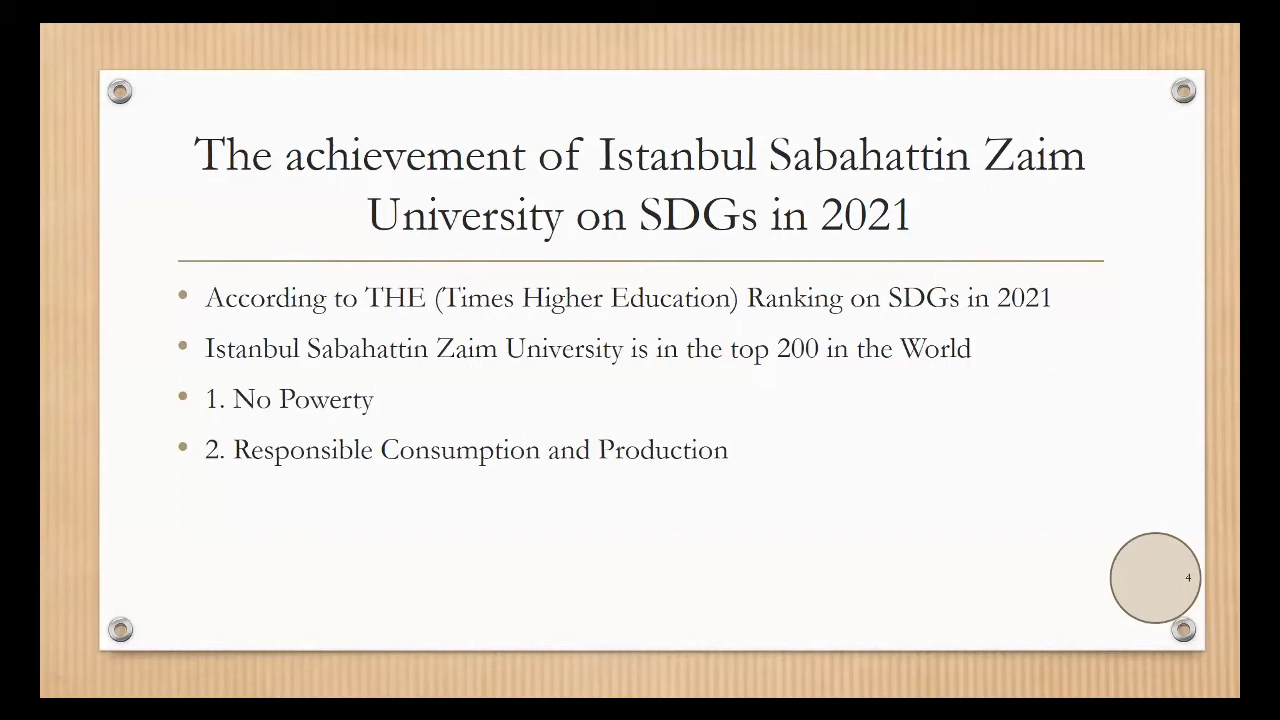 The achievement of Istanbul Sabahattin Zaim
University on SDGs in 2021
• According to THE (Times Higher Education) Ranking on SDGs in 2021
• Istanbul Sabahattin Zaim University is in the top 200 in the World
• 1. No Powerty
• 2. Responsible Consumption and Production
4